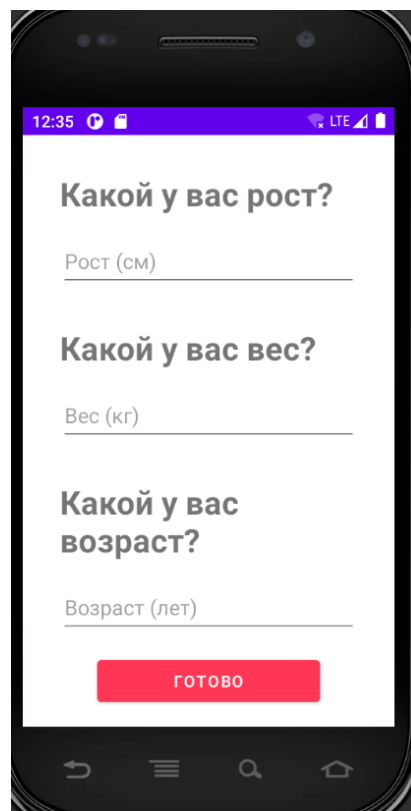 12:35 LTE
Какой у вас рост?
Рост (см)
Какой у вас вес?
Вес (кг)
Какой у вас
возраст?
Возраст (лет)
ГОТОВО